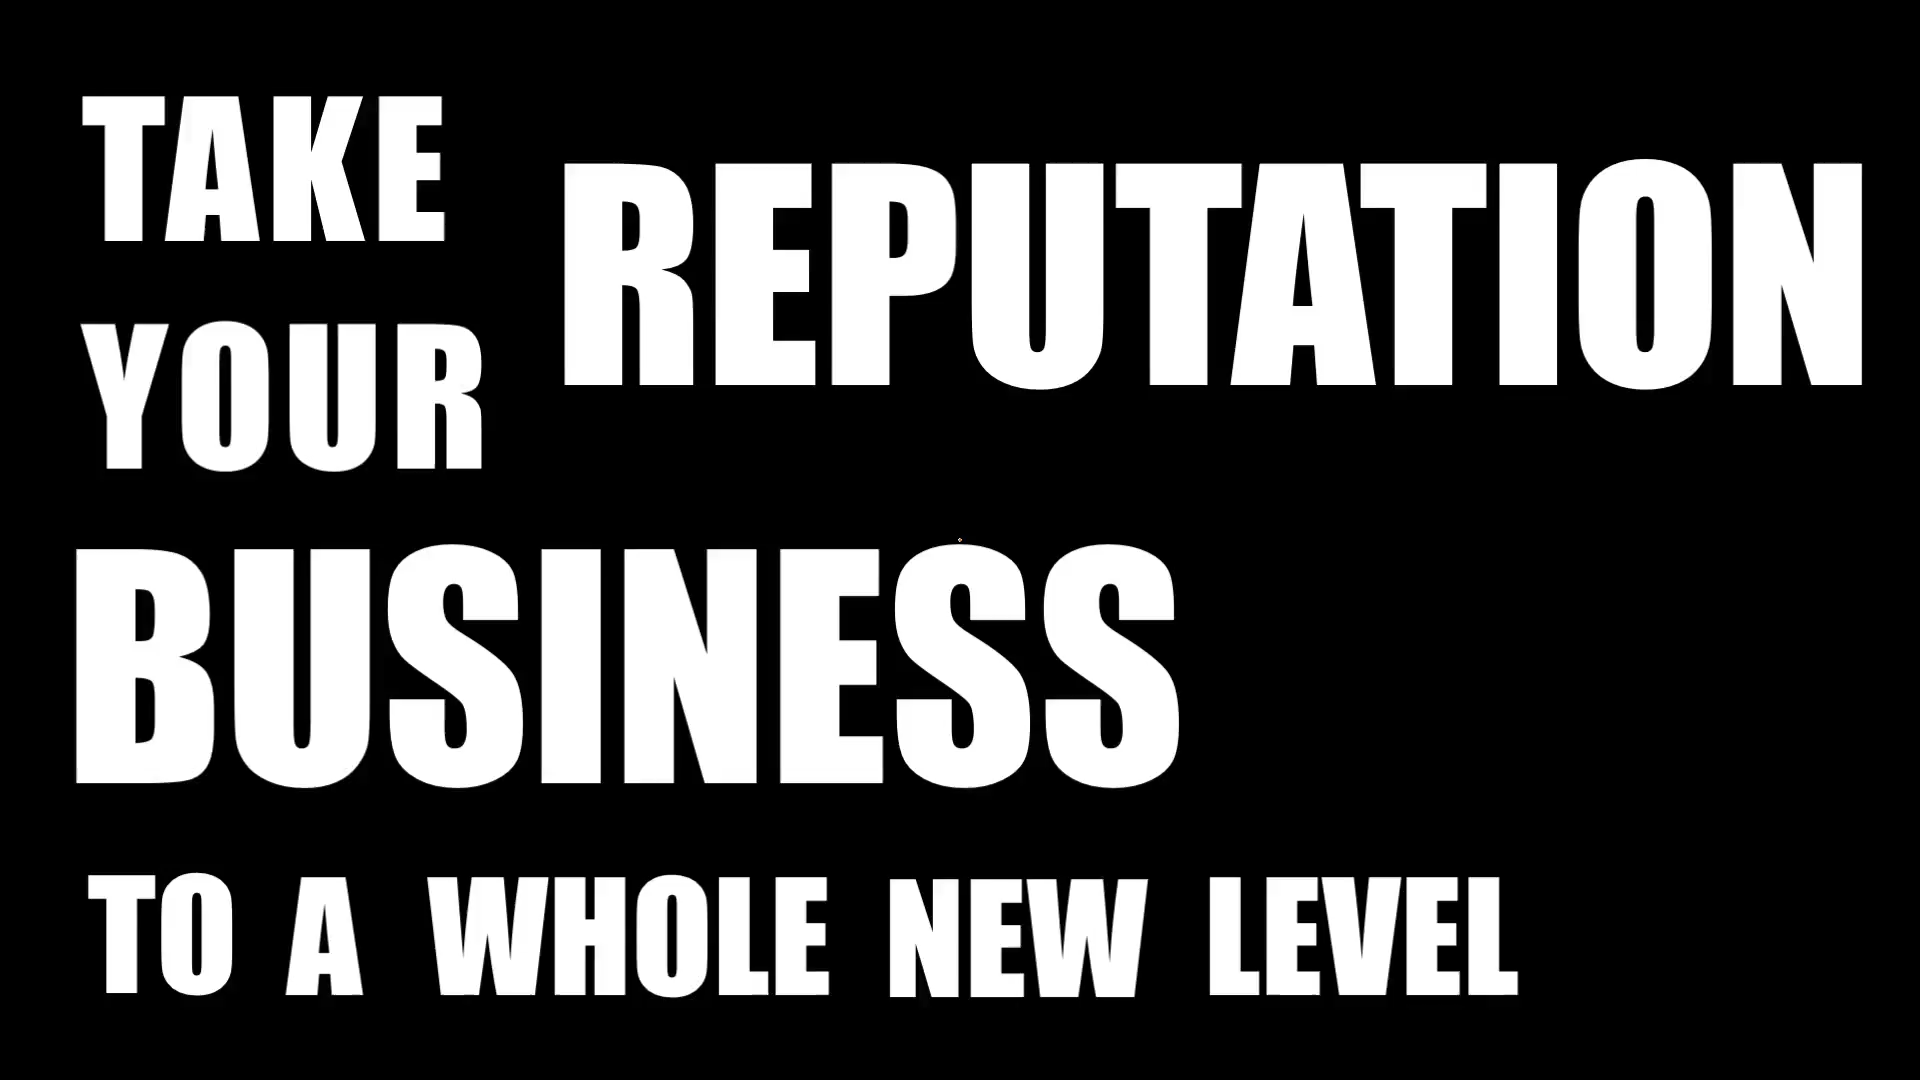 TAKE
YOUR
REPUTATION
BUSINESS
TO A WHOLE NEW LEVEL